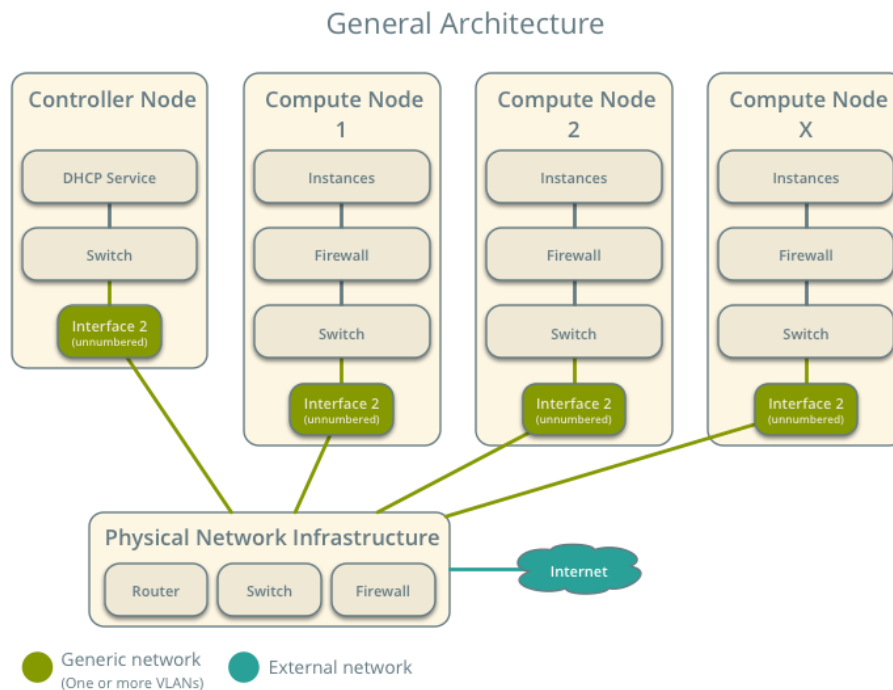 General Architecture
Controller Node
DHCP Service
Switch
Interface 2
(unnumbered)
Compute Node
1
Instances
Firewall
Switch
Interface 2
(unnumbered)
Compute Node
2
Instances
Firewall
Switch
Interface 2
(unnumbered)
Compute Node
X
Instances
Firewall
Switch
Interface 2
(unnumbered)
Physical Network Infrastructure
Router
Switch
Firewall
Internet
Generic network
(One or more VLANs)
External network